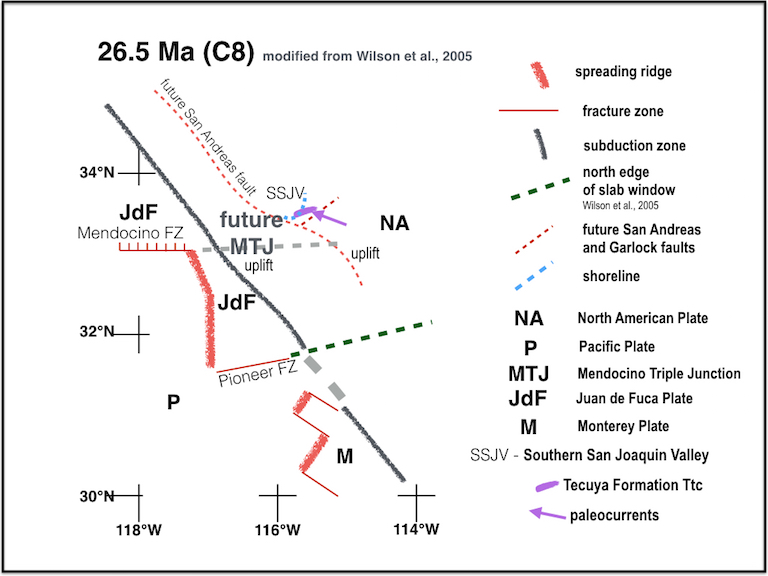 26.5 Ma (C8) modified from Wilson et al., 2005
future San Andreas fault
34°N
SSJV
JdF
Mendocino FZ
future
MTJ
uplift
NA
uplift
JdF
32°N
Pioneer FZ
P
M
30°N
118°W
116°W
114°W
spreading ridge
fracture zone
subduction zone
north edge
of slab window
Wilson et al., 2005
future San Andreas
and Garlock faults
shoreline
NA North American Plate
P Pacific Plate
MTJ Mendocino Triple Junction
JdF Juan de Fuca Plate
M Monterey Plate
SSJV - Southern San Joaquin Valley
Tecuya Formation Ttc
paleocurrents